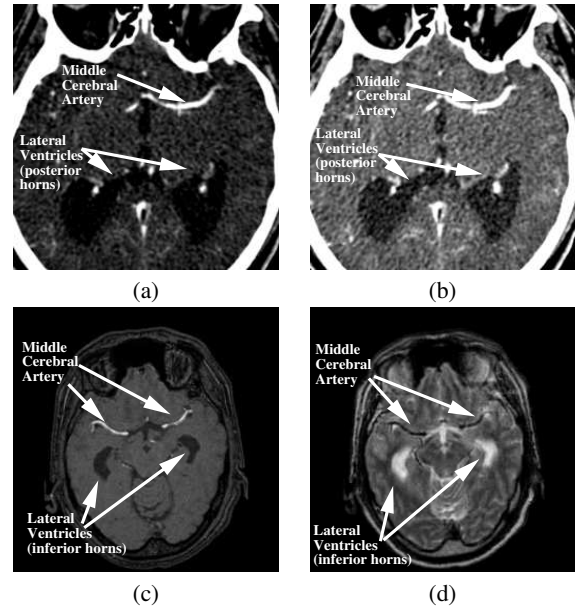 Middle
Cerebral
Artery
Lateral
Ventricles
(posterior
horns)
(a)
Middle
Cerebral
Artery
Lateral
Ventricles
(posterior
horns)
(b)
Middle
Cerebral
Artery
Lateral
Ventricles
(inferior horns)
(c)
Middle
Cerebral
Artery
Lateral
Ventricles
(inferior horns)
(d)